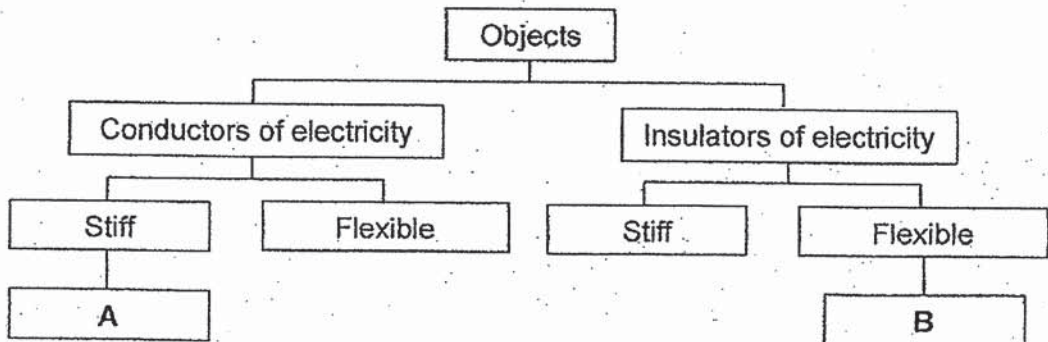 Objects
Conductors of electricity
Insulators of electricity
Stiff
Flexible
Stiff
Flexible
A
B